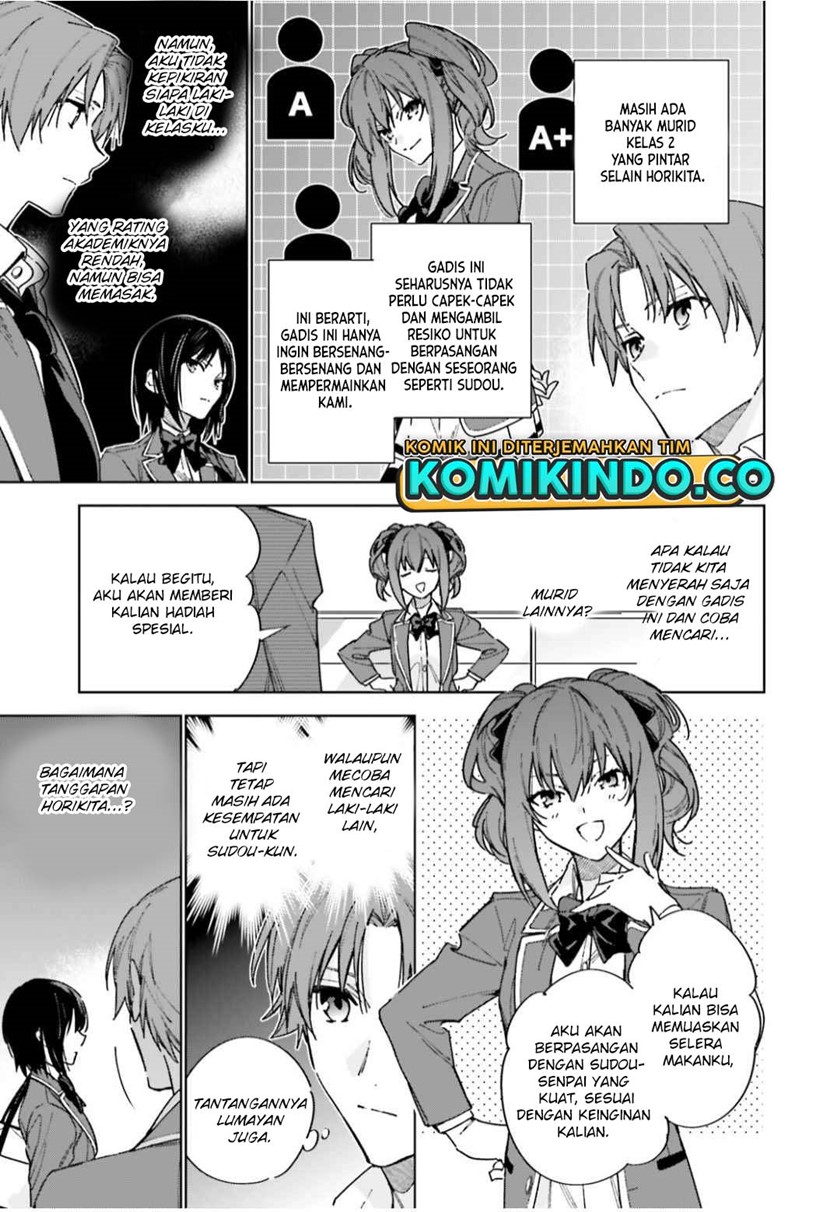 MASIH ADA
BANYAK MURID
KELAS 2
YANG PINTAR
SELAIN HORIKITA.
A+
A
GADIS INI
SEHARUSNYA TIDAK
PERLU CAPEK-CAPEK
DAN MENGAMBIL
RESIKO UNTUK
BERPASANGAN
DENGAN SESEORANG
SEPERTI SUDOU.
INI BERARTI,
GADIS INI HANYA
INGIN BERSENANG-
BERSENANG DAN
MEMPERMAINKAN
KAMI.
NAMUN,
AKU TIDAK
KEPIKIRAN
SIAPA LAKI-
LAKI DI
KELASKU...
YANG RATING
AKADEMIKNYA
RENDAH,
NAMUN BISA
MEMASAK.
KOMIK INI DITERJEMAHKAN TIM
KOMIKINDO.CO
APA KALAU
TIDAK KITA
MENYERAH SAJA
DENGAN GADIS
INI DAN COBA
MENCARI...
MURID
LAINNYA?
KALAU BEGITU,
AKU AKAN MEMBERI
KALIAN HADIAH
SPESIAL.
KALAU
KALIAN BISA
MEMUASKAN
SELERA
MAKANKU,
AKU AKAN
BERPASANGAN
DENGAN SUDOU-
SENPAI YANG
KUAT, SESUAI
DENGAN KEINGINAN
KALIAN.
WALAUPUN
MECOBA
MENCARI
LAKI-LAKI
LAIN,
TAPI
TETAP
MASIH ADA
KESEMPATAN
UNTUK
SUDOU-KUN.
TANTANGANNYA
LUMAYAN
JUGA.
BAGAIMANA
TANGGAPAN
HORIKITA...?